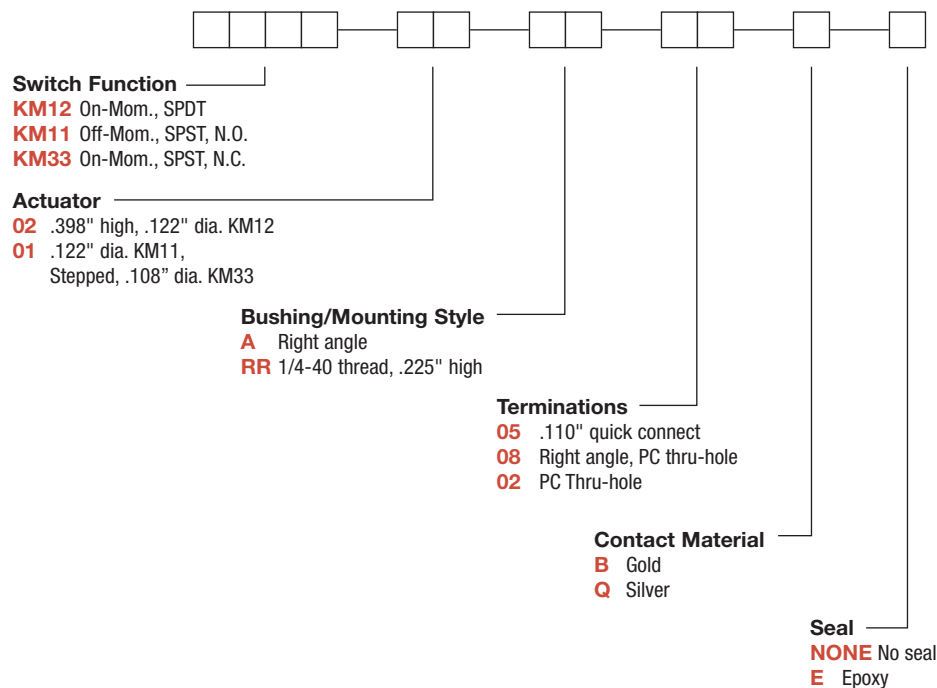 Switch Function
KM12 On-Mom., SPDT
KM11 Off-Mom., SPST, N.O.
KM33 On-Mom., SPST, N.C.
Actuator
02 .398" high, .122" dia. KM12
01 .122" dia. KM11,
Stepped, .108” dia. KM33
Bushing/Mounting Style
A Right angle
RR 1/4-40 thread, .225" high
Terminations
05 .110" quick connect
08 Right angle, PC thru-hole
02 PC Thru-hole
Contact Material
B Gold
Q Silver
Seal
NONE No seal
E Epoxy